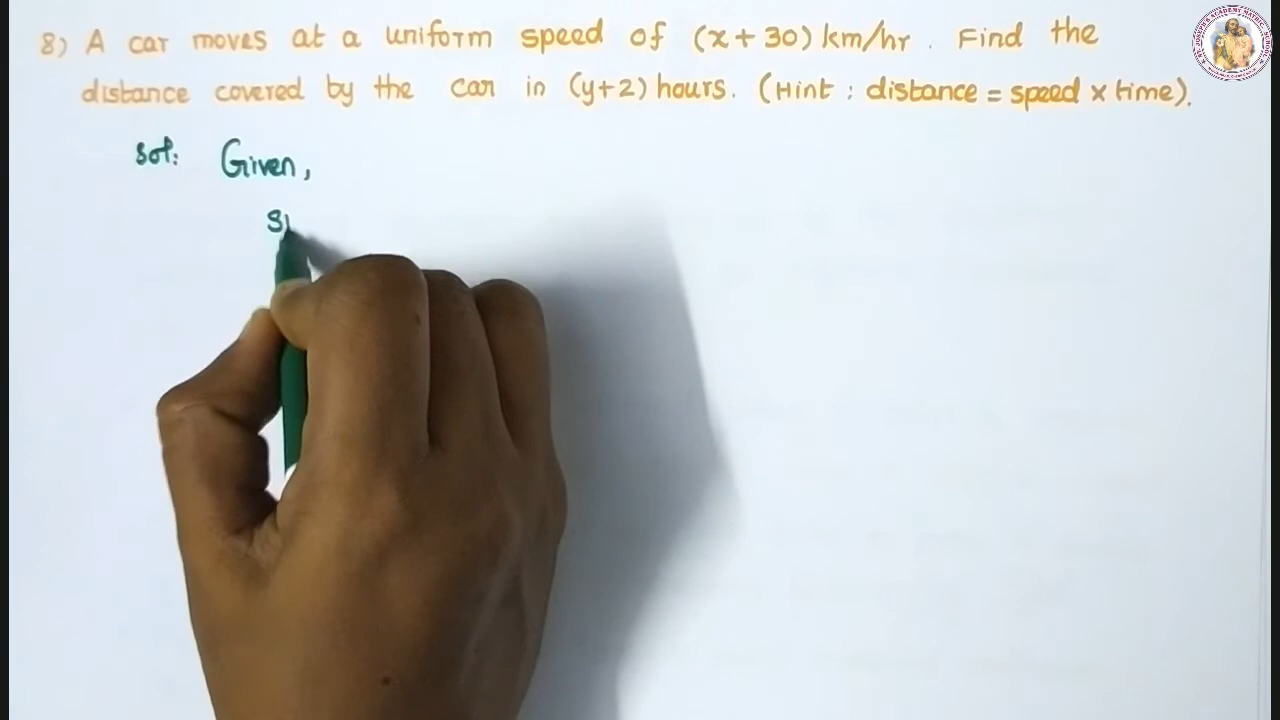 8) A car moves at a uniform speed of (x+30) km/hr. Find the
distance covered by the car in (y+2) hours. (Hint : distance = speed x time).
Sol: Given,